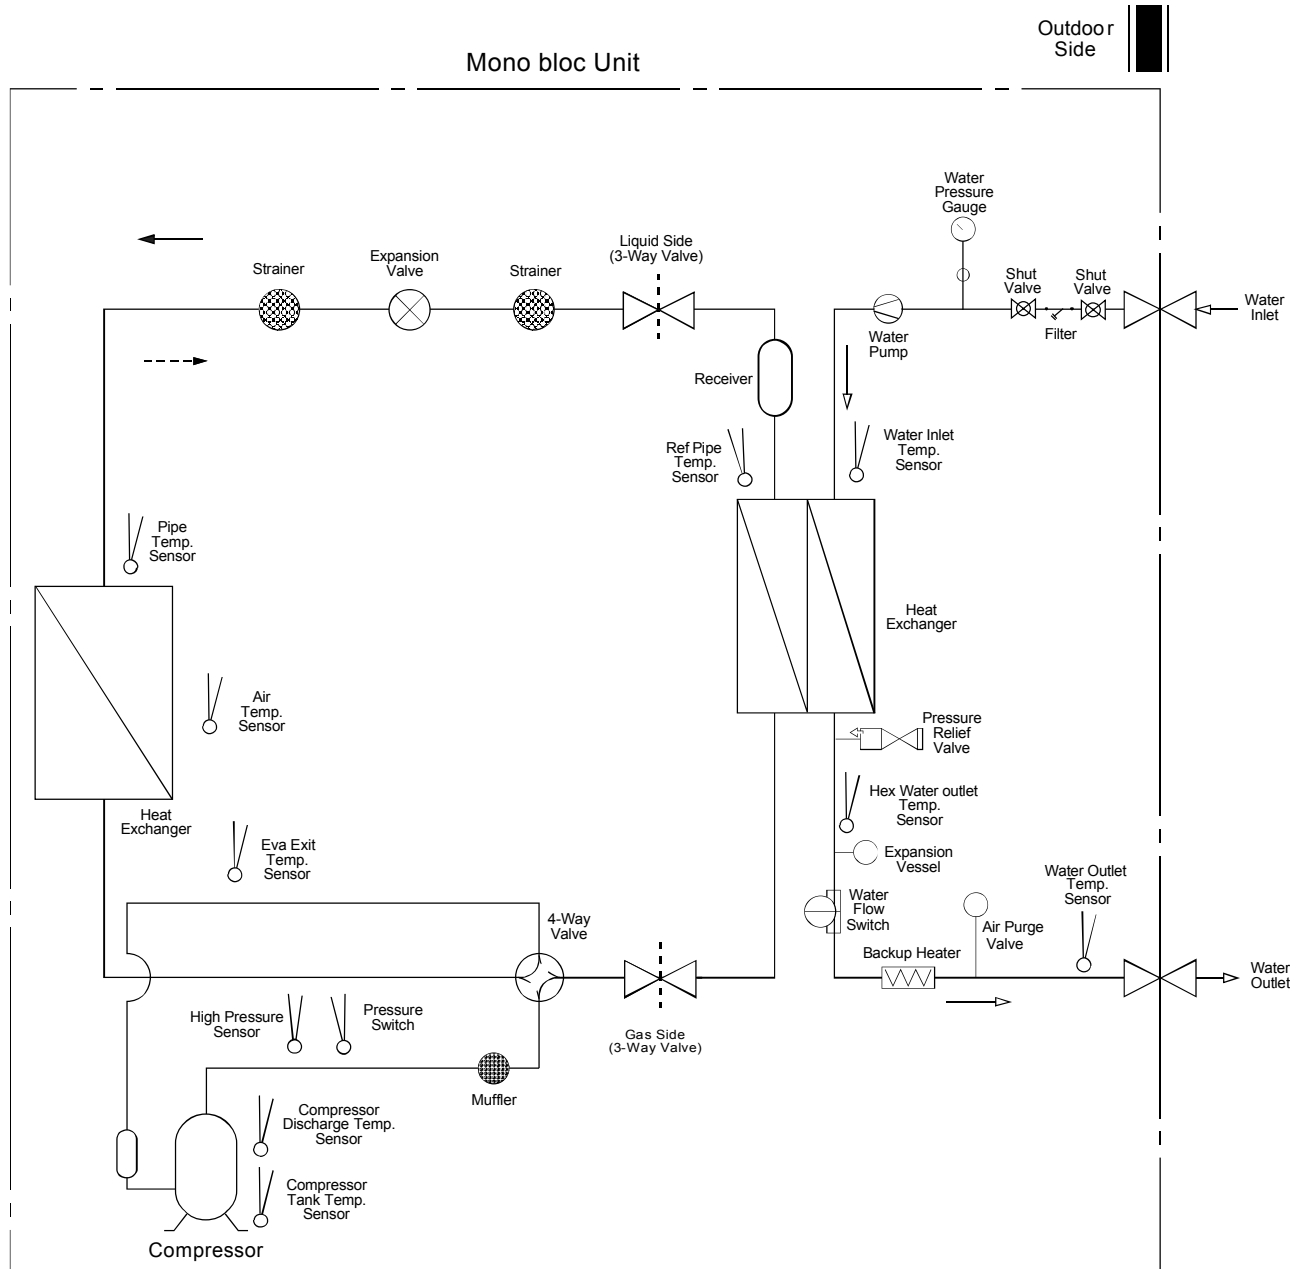 Outdoor
Side
Mono bloc Unit
Water
Pressure
Gauge
Liquid Side
(3-Way Valve)
Expansion
Valve
Strainer
Strainer
Shut
Valve
Shut
Valve
Water
Inlet
Filter
Water
Pump
Receiver
Ref Pipe
Temp.
Sensor
Water Inlet
Temp.
Sensor
Pipe
Temp.
Sensor
Heat
Exchanger
Air
Temp.
Sensor
Pressure
Relief
Valve
Hex Water outlet
Temp.
Sensor
Heat
Exchanger
Eva Exit
Temp.
Sensor
Expansion
Vessel
Water Outlet
Temp.
Sensor
Water
Flow
Switch
4-Way
Valve
Air Purge
Valve
Backup Heater
Water
Outlet
High Pressure
Sensor
Pressure
Switch
Gas Side
(3-Way Valve)
Muffler
Compressor
Discharge Temp.
Sensor
Compressor
Tank Temp.
Sensor
Compressor